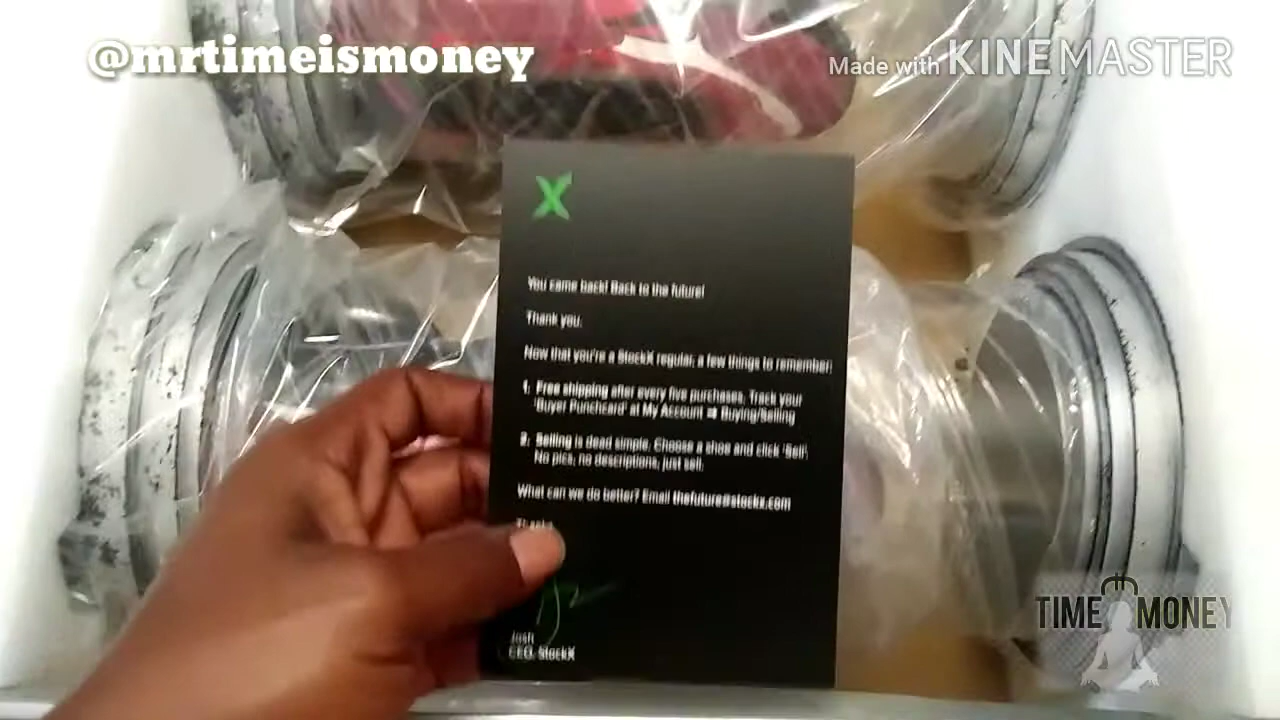 @mrtimeismoney
Made with KINEMASTER
X
You came back! Back to the future!
Thank you.
Now that you're a StockX regular, a few things to remember:
1. Free shipping after every five purchases. Track your
'Buyer Punchcard' at My Account ➡ Buying/Selling
2. Selling is dead simple. Choose a shoe and click 'Sell'.
No pics, no descriptions, just sell.
What can we do better? Email thefuture@stockx.com
Josh
CEO, StockX
TIME MONEY